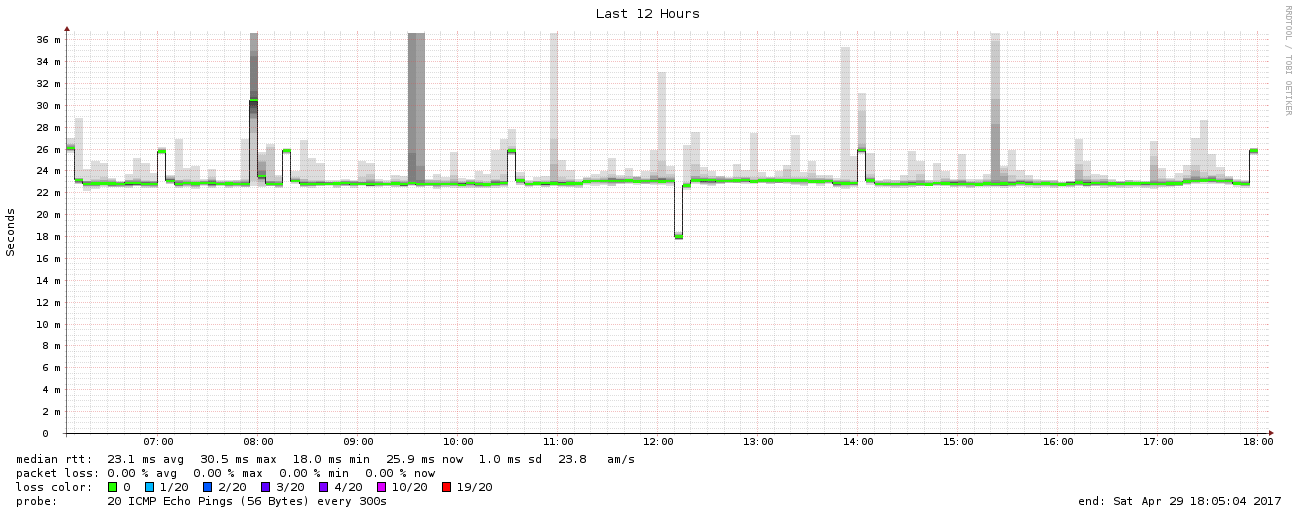 Last 12 Hours
RRDTOOL / TOBI OETIKER
Seconds
36 m
34 m
32 m
30 m
28 m
26 m
24 m
22 m
20 m
18 m
16 m
14 m
12 m
10 m
8 m
6 m
4 m
2 m
0
07:00 08:00 09:00 10:00 11:00 12:00 13:00 14:00 15:00 16:00 17:00 18:00
median rtt: 23.1 ms avg 30.5 ms max 18.0 ms min 25.9 ms now 1.0 ms sd 23.8 am/s
packet loss: 0.00 % avg 0.00 % max 0.00 % min 0.00 % now
loss color: 0 1/20 2/20 3/20 4/20 10/20 19/20
probe: 20 ICMP Echo Pings (56 Bytes) every 300s end: Sat Apr 29 18:05:04 2017